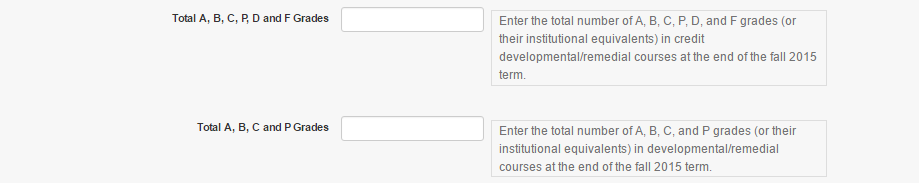 Total A, B, C, P, D and F Grades
Enter the total number of A, B, C, P, D, and F grades (or
their institutional equivalents) in credit
developmental/remedial courses at the end of the fall 2015
term.
Total A, B, C and P Grades
Enter the total number of A, B, C, and P grades (or their
institutional equivalents) in developmental/remedial
courses at the end of the fall 2015 term.